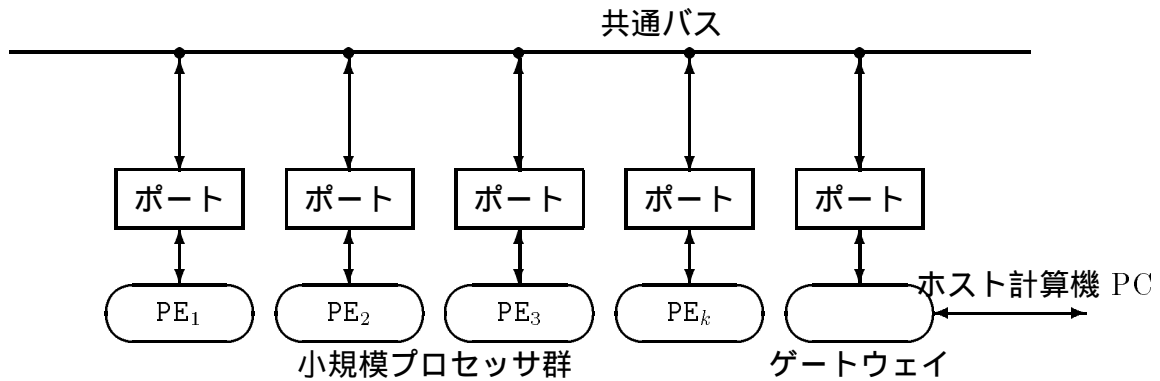 共通バス
ポート ポート ポート ポート ポート
ホスト計算機 PC
PE₁ PE₂ PE₃ PEₖ
小規模プロセッサ群 ゲートウェイ